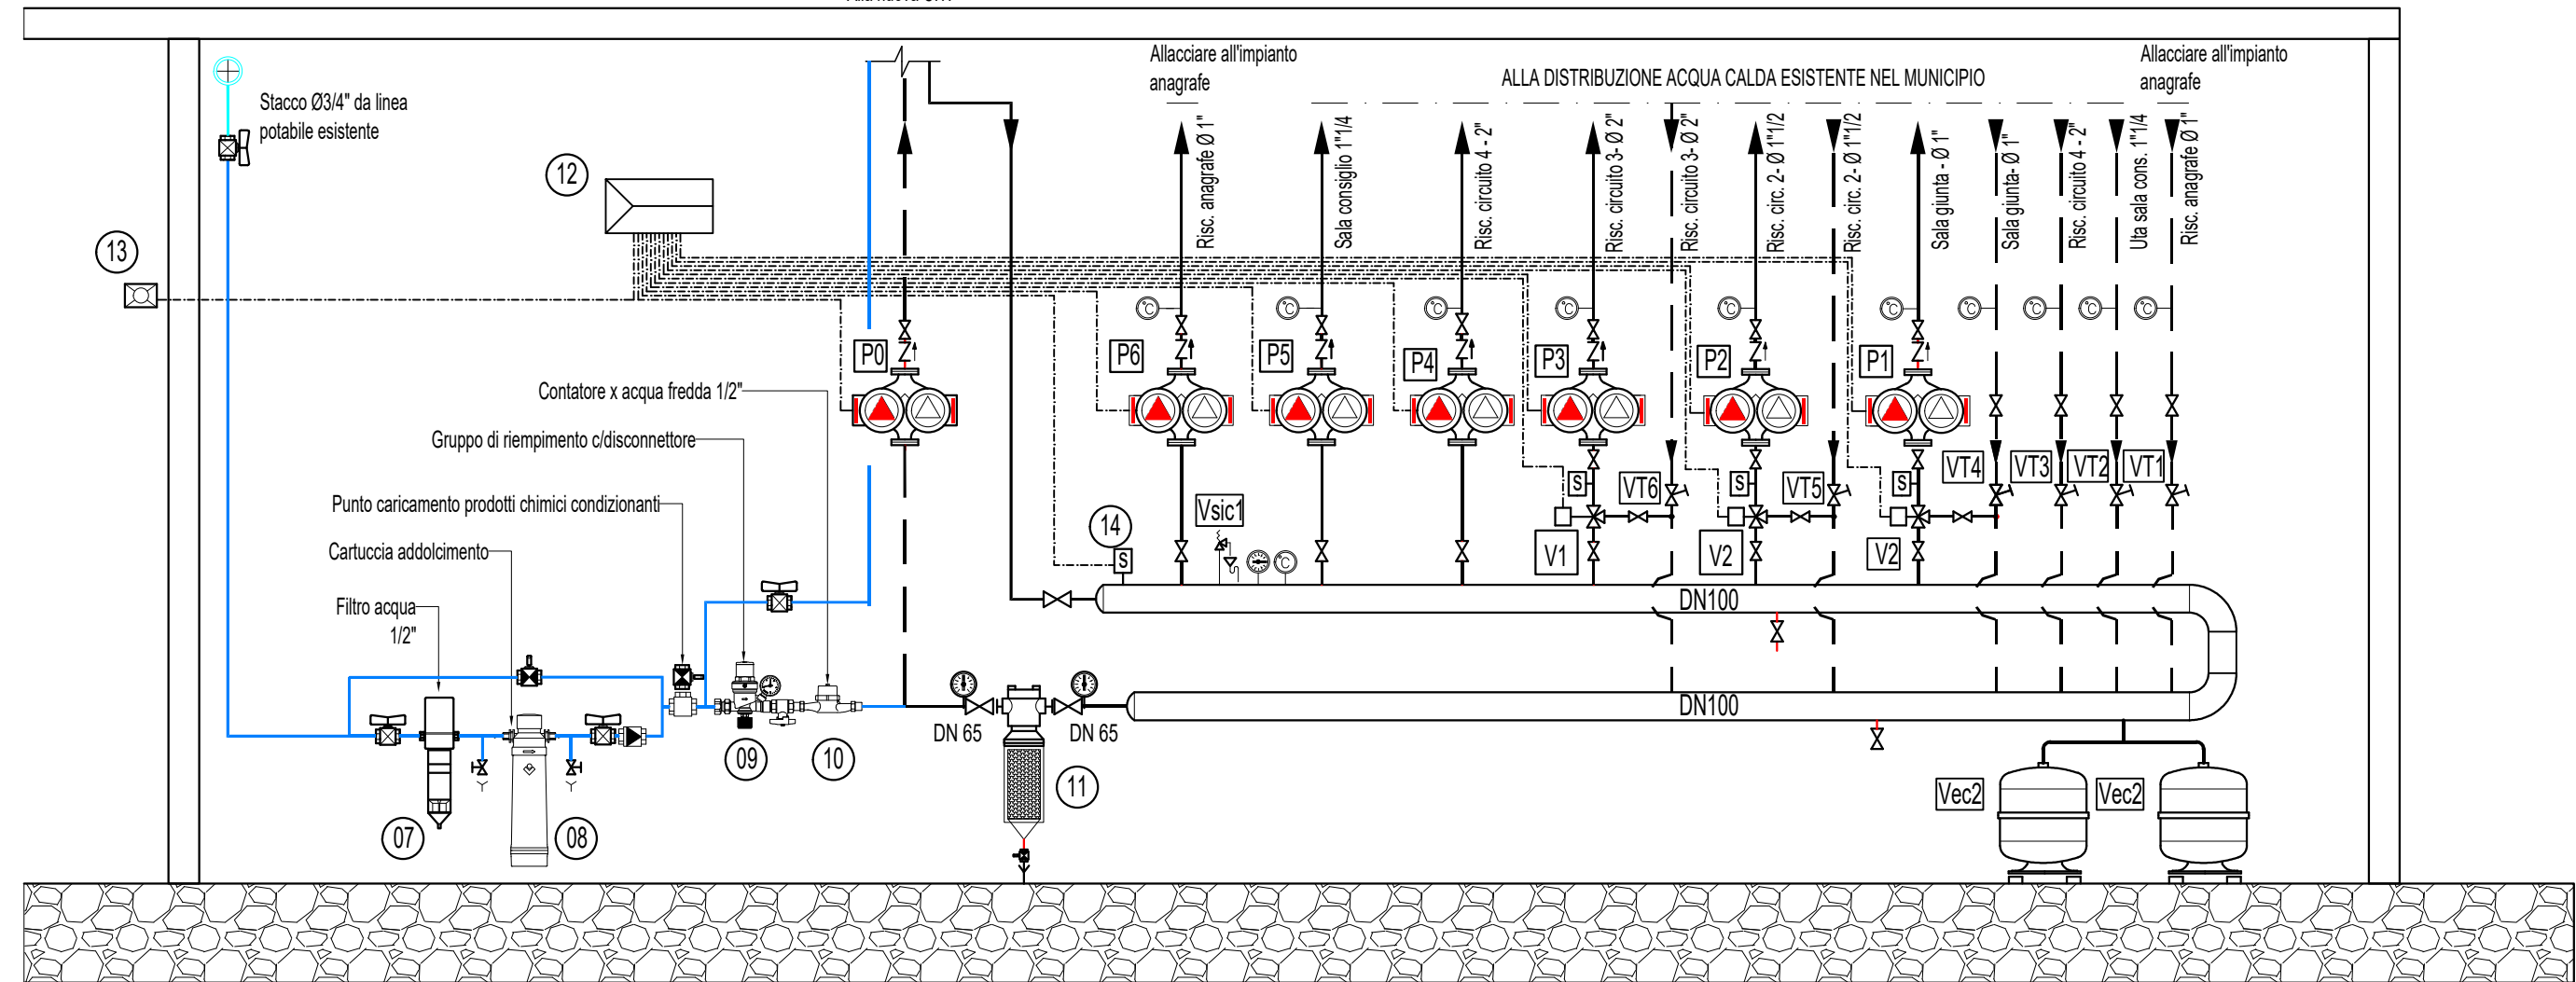 Stacco Ø3/4" da linea
potabile esistente
Allacciare all'impianto
anagrafe
ALLA DISTRIBUZIONE ACQUA CALDA ESISTENTE NEL MUNICIPIO
Allacciare all'impianto
anagrafe
12
13
Risc. anagrafe Ø 1"
Sala consiglio 1"1/4
Risc. circuito 4 - 2"
Risc. circuito 3- Ø 2"
Risc. circuito 3- Ø 2"
Risc. circ. 2- Ø 1"1/2
Risc. circ. 2- Ø 1"1/2
Sala giunta - Ø 1"
Sala giunta- Ø 1"
Risc. circuito 4 - 2"
Uta sala cons. 1"1/4
Risc. anagrafe Ø 1"
°C
°C
°C
°C
°C
°C
°C
°C
°C
°C
P0
P6
P5
P4
P3
P2
P1
Contatore x acqua fredda 1/2"
Gruppo di riempimento c/disconnettore
Punto caricamento prodotti chimici condizionanti
Cartuccia addolcimento
Filtro acqua
1/2"
VT6
VT5
VT4
VT3
VT2
VT1
S
S
S
14
S
Vsic1
°C
V1
V2
V2
DN100
DN100
DN 65
DN 65
09
10
11
07
08
Vec2
Vec2